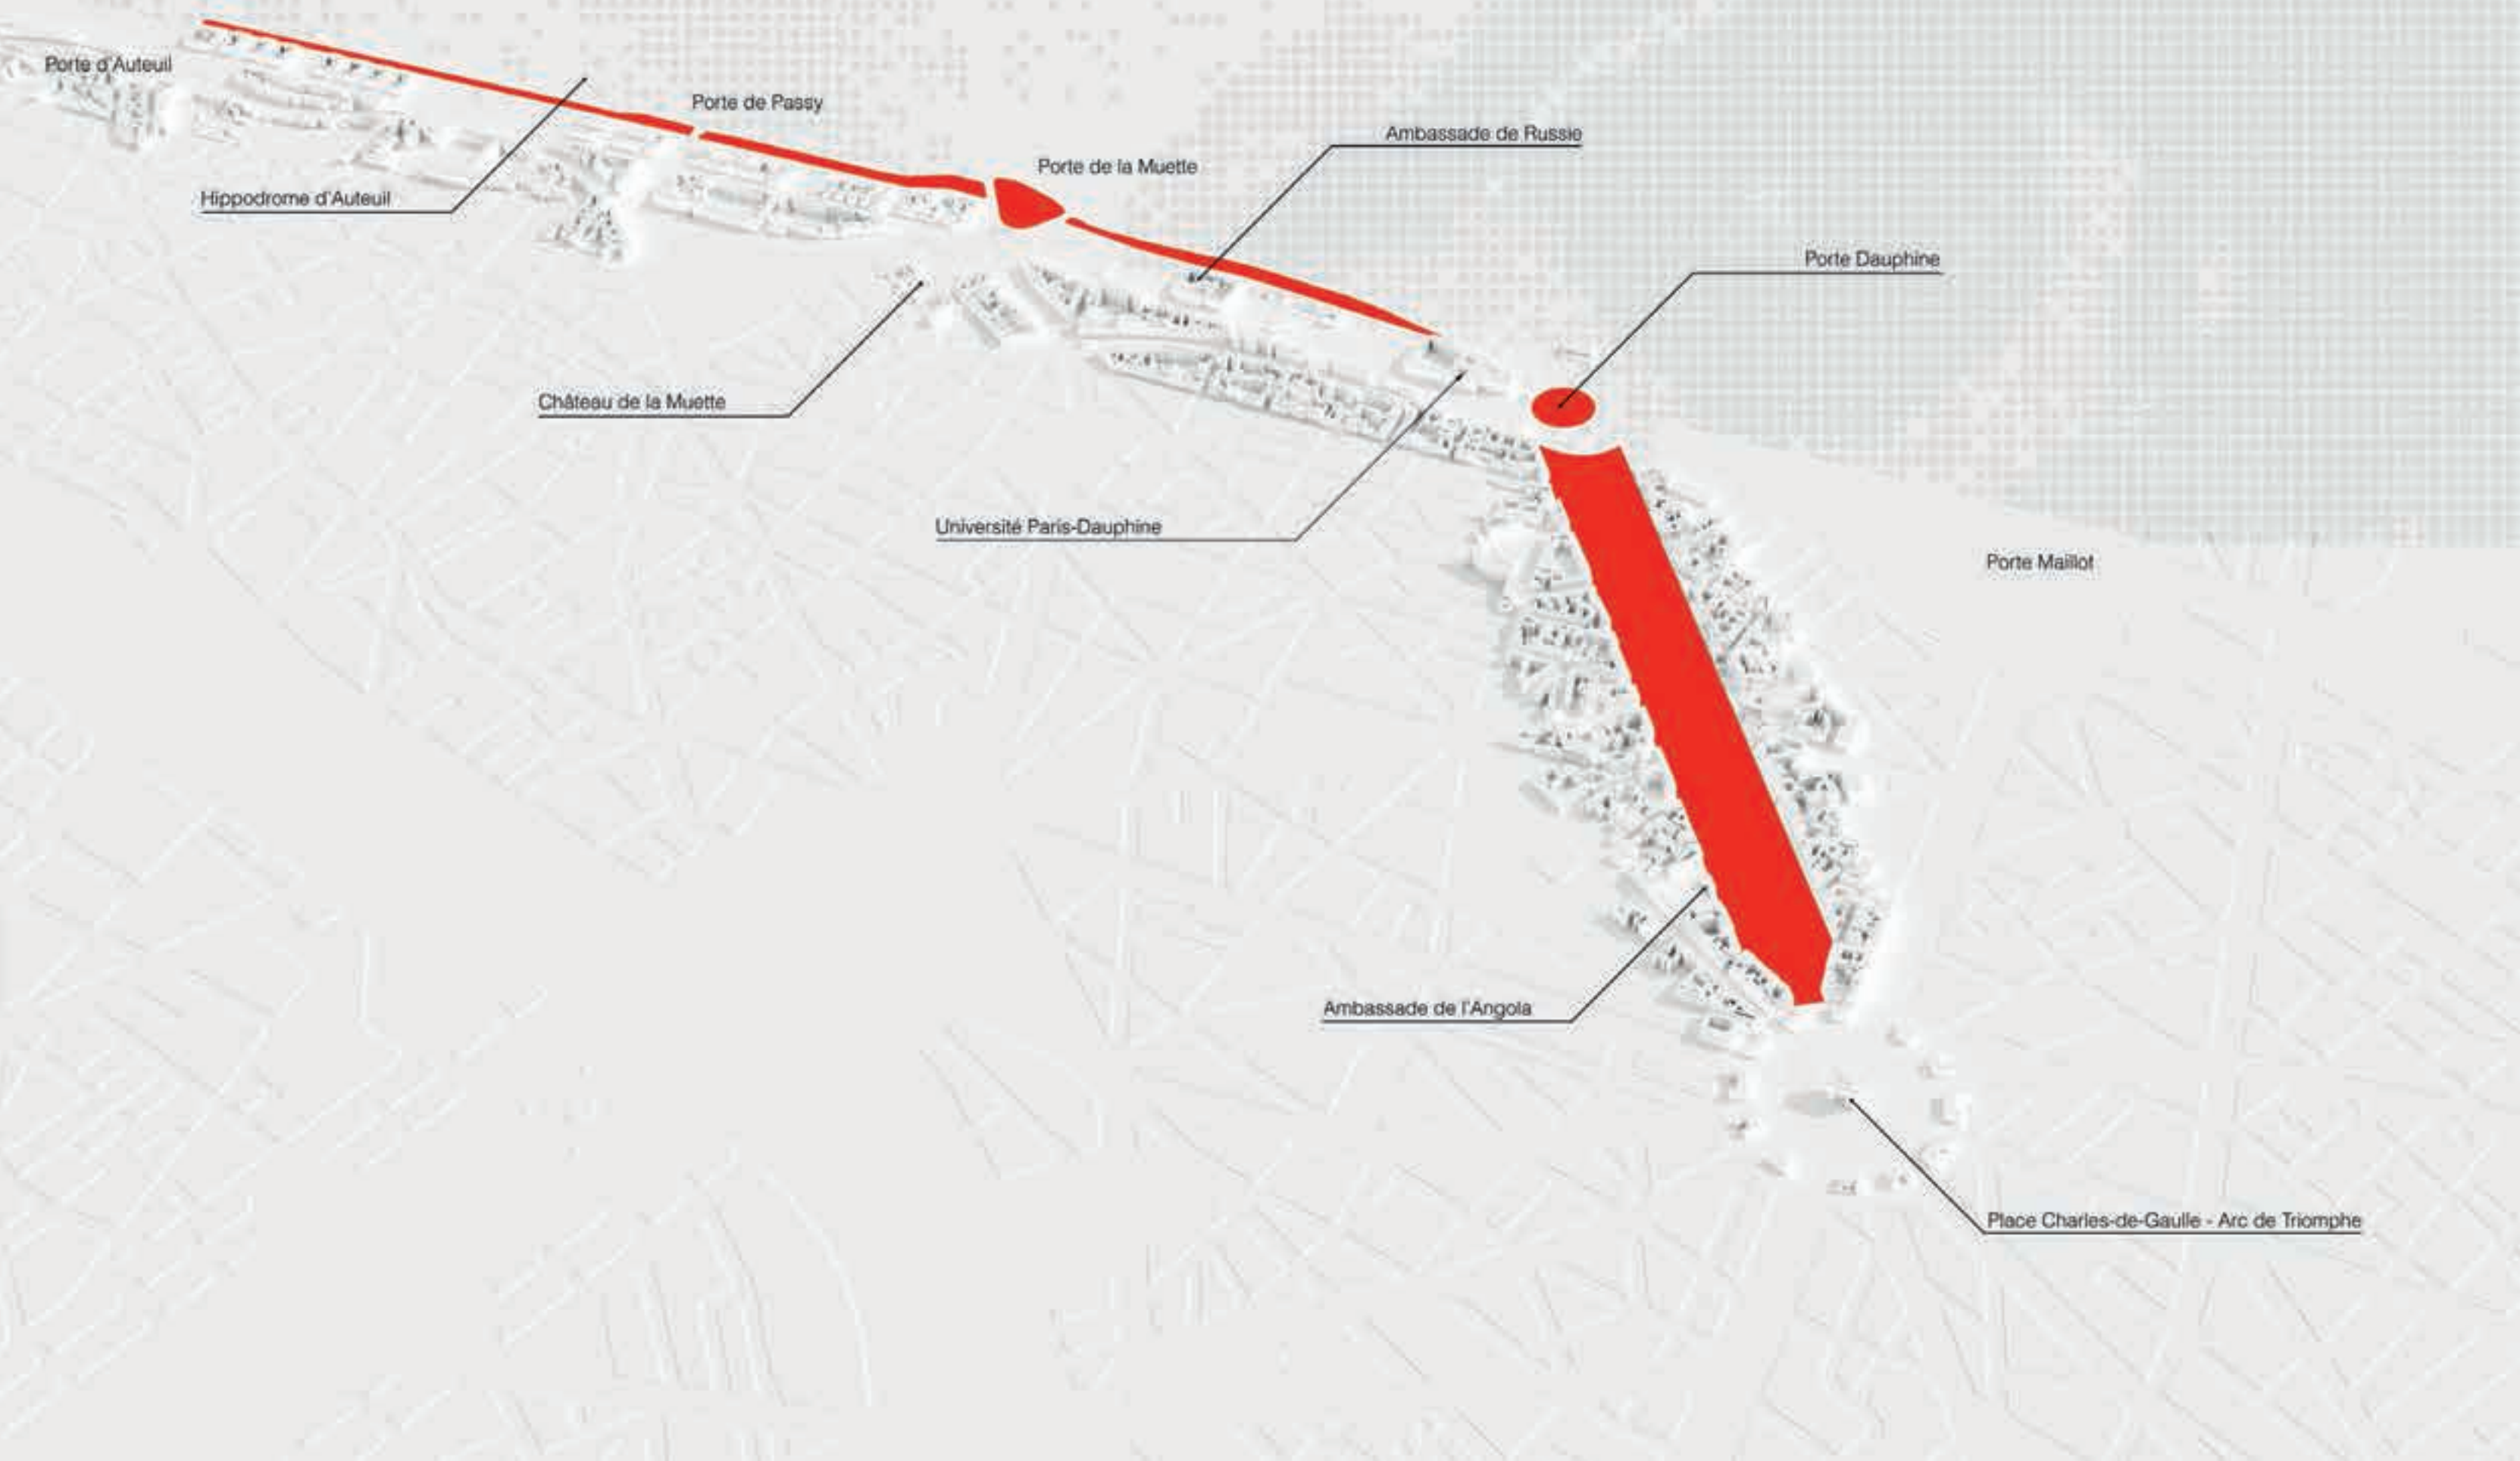 Porte d'Auteuil
Porte de Passy
Ambassade de Russie
Porte de la Muette
Hippodrome d'Auteuil
Porte Dauphine
Château de la Muette
Université Paris-Dauphine
Porte Maillot
Ambassade de l'Angola
Place Charles-de-Gaulle - Arc de Triomphe